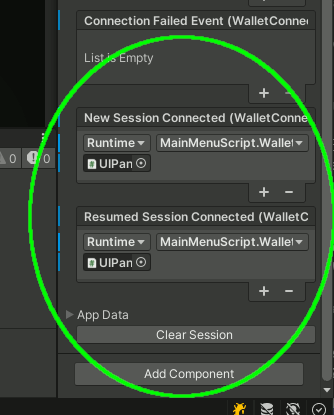 Connection Failed Event (WalletConnec
List is Empty
+ −
New Session Connected (WalletConne
Runtime MainMenuScript.Wallet
# UIPan
+ −
Resumed Session Connected (WalletC
Runtime MainMenuScript.Wallet
# UIPan
+ −
App Data
Clear Session
Add Component
0 0